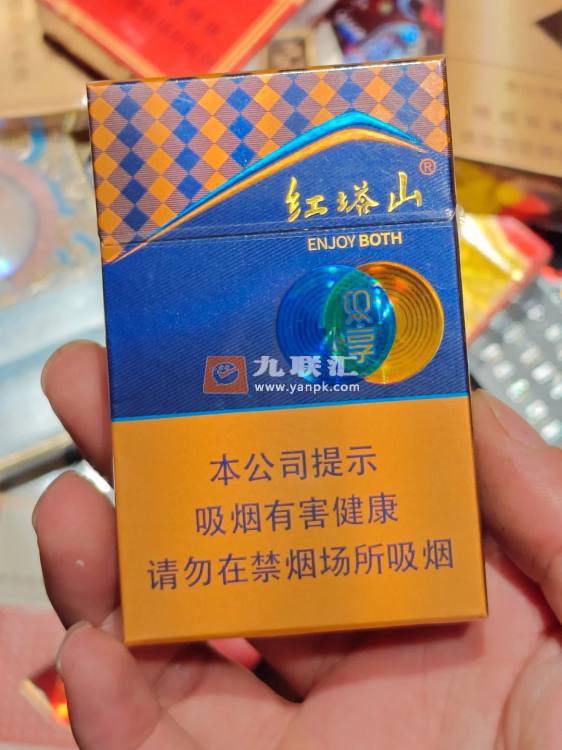 红塔山®
ENJOY BOTH
双享
九联汇
www.yanpk.com
本公司提示
吸烟有害健康
请勿在禁烟场所吸烟